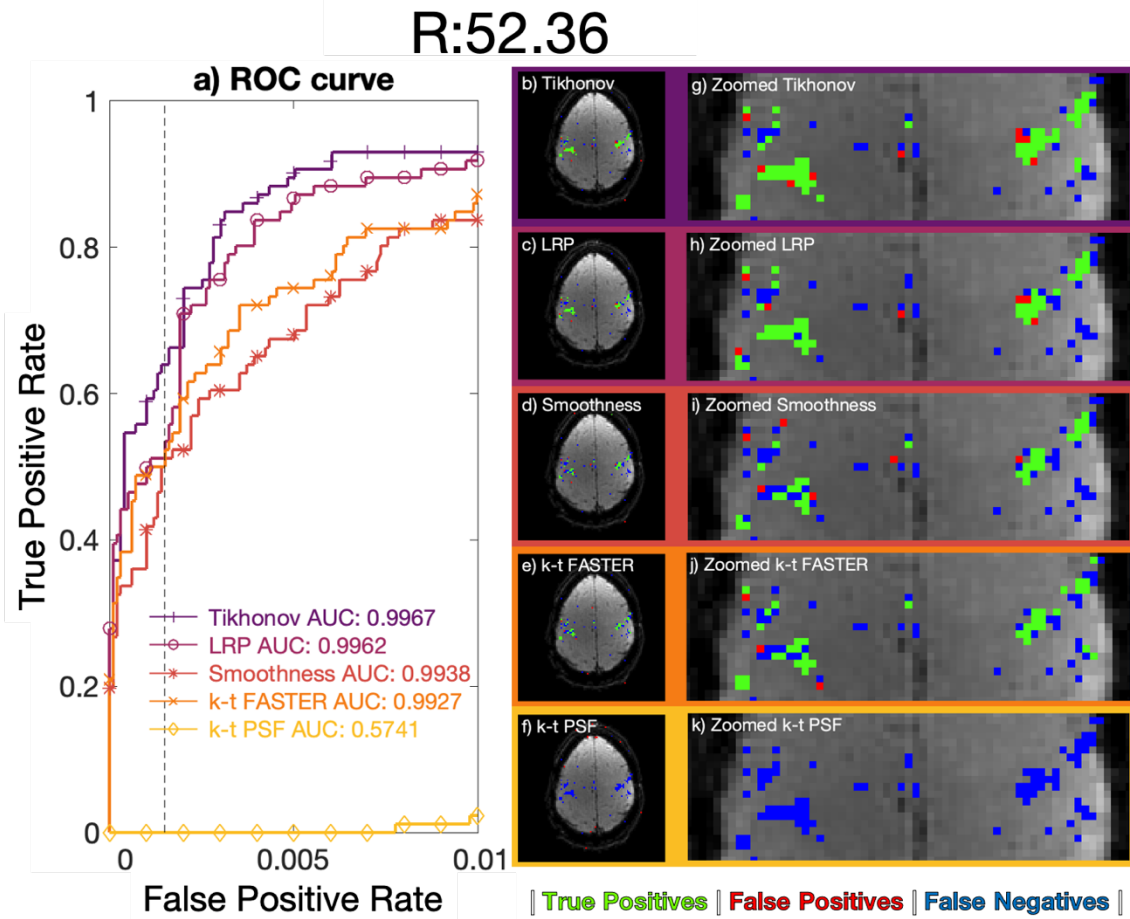 R:52.36
a) ROC curve
True Positive Rate
1
0.8
0.6
0.4
0.2
0
0
0.005
0.01
False Positive Rate
Tikhonov AUC: 0.9967
LRP AUC: 0.9962
Smoothness AUC: 0.9938
k-t FASTER AUC: 0.9927
k-t PSF AUC: 0.5741
b) Tikhonov
g) Zoomed Tikhonov
c) LRP
h) Zoomed LRP
d) Smoothness
i) Zoomed Smoothness
e) k-t FASTER
j) Zoomed k-t FASTER
f) k-t PSF
k) Zoomed k-t PSF
| True Positives | False Positives | False Negatives |